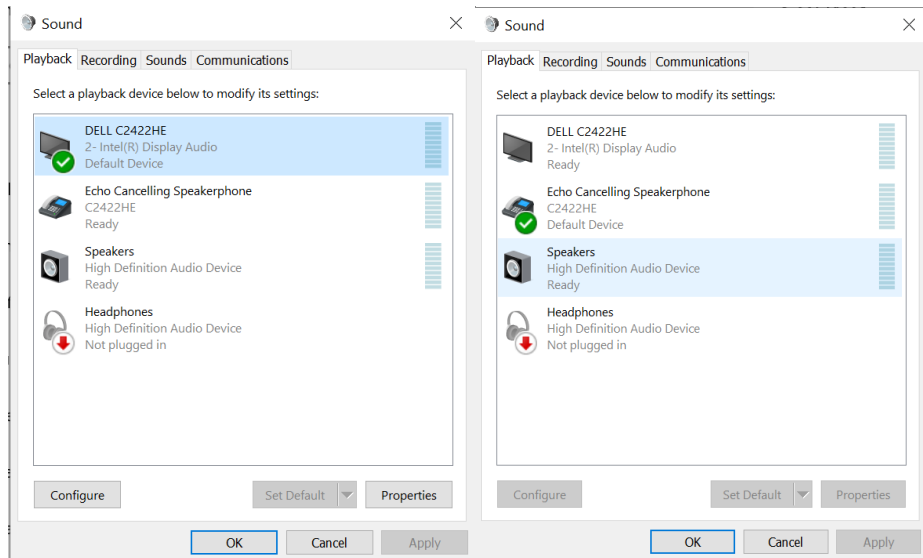 Sound
Playback Recording Sounds Communications
Select a playback device below to modify its settings:
DELL C2422HE
2- Intel(R) Display Audio
Default Device
Echo Cancelling Speakerphone
C2422HE
Ready
Speakers
High Definition Audio Device
Ready
Headphones
High Definition Audio Device
Not plugged in
Configure Set Default Properties
OK Cancel Apply
Sound
Playback Recording Sounds Communications
Select a playback device below to modify its settings:
DELL C2422HE
2- Intel(R) Display Audio
Ready
Echo Cancelling Speakerphone
C2422HE
Default Device
Speakers
High Definition Audio Device
Ready
Headphones
High Definition Audio Device
Not plugged in
Configure Set Default Properties
OK Cancel Apply